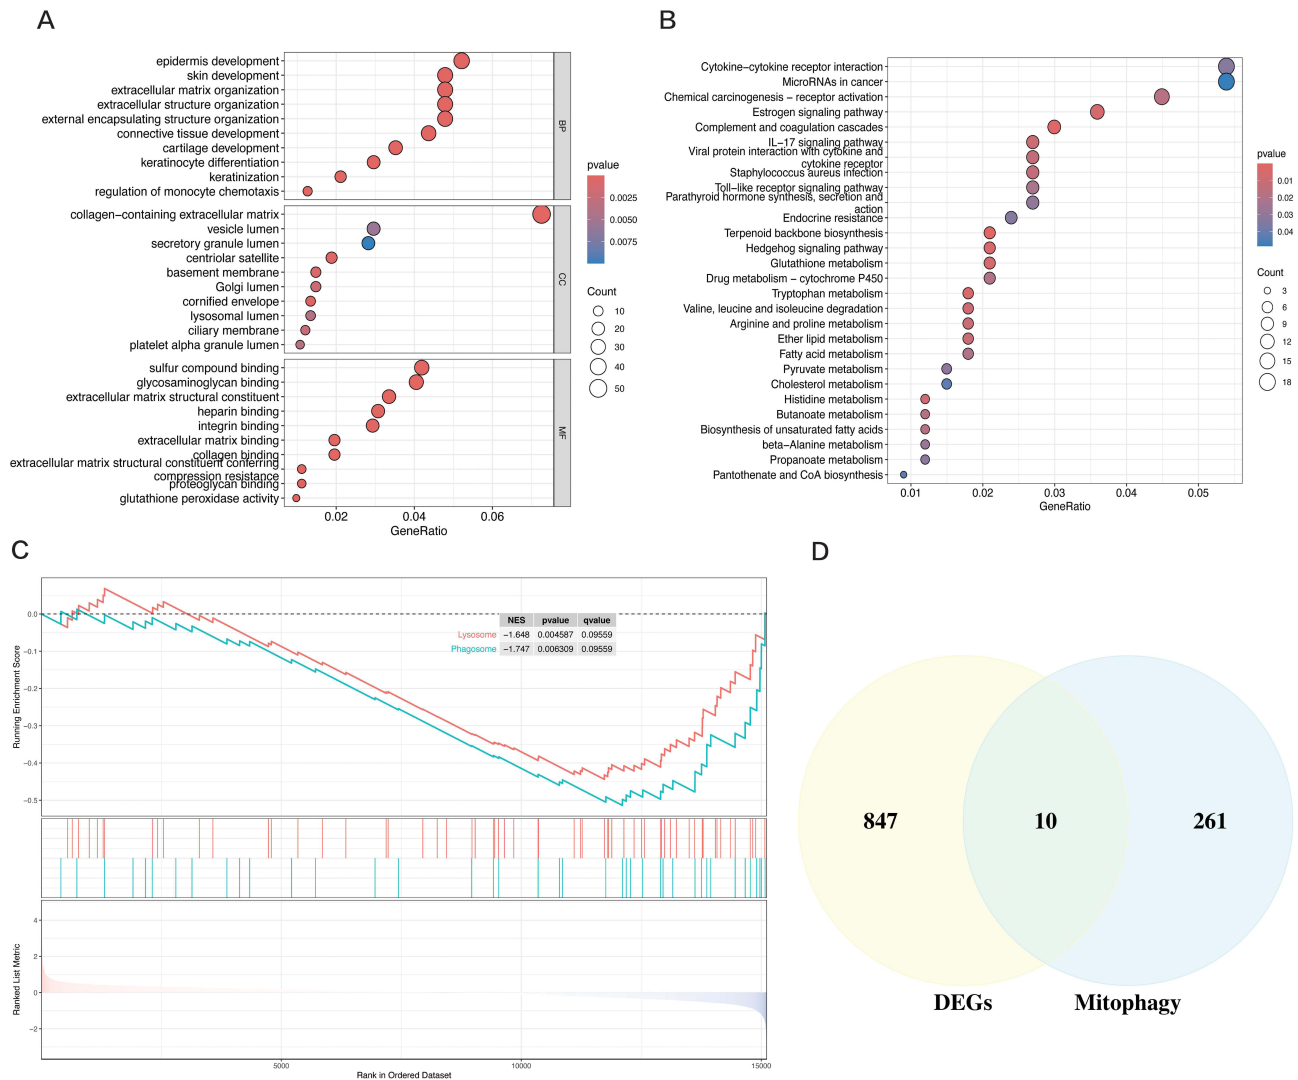 A
epidermis development
skin development
extracellular matrix organization
extracellular structure organization
external encapsulating structure organization
connective tissue development
cartilage development
keratinocyte differentiation
keratinization
regulation of monocyte chemotaxis
BP
collagen−containing extracellular matrix
vesicle lumen
secretory granule lumen
centriolar satellite
basement membrane
Golgi lumen
cornified envelope
lysosomal lumen
ciliary membrane
platelet alpha granule lumen
CC
sulfur compound binding
glycosaminoglycan binding
extracellular matrix structural constituent
heparin binding
integrin binding
extracellular matrix binding
collagen binding
extracellular matrix structural constituent conferring
compression resistance
proteoglycan binding
glutathione peroxidase activity
MF
0.02 0.04 0.06
GeneRatio
pvalue
0.0025
0.0050
0.0075
Count
10
20
30
40
50
B
Cytokine−cytokine receptor interaction
MicroRNAs in cancer
Chemical carcinogenesis − receptor activation
Estrogen signaling pathway
Complement and coagulation cascades
IL−17 signaling pathway
Viral protein interaction with cytokine and
cytokine receptor
Staphylococcus aureus infection
Toll−like receptor signaling pathway
Parathyroid hormone synthesis, secretion and
action
Endocrine resistance
Terpenoid backbone biosynthesis
Hedgehog signaling pathway
Glutathione metabolism
Drug metabolism − cytochrome P450
Tryptophan metabolism
Valine, leucine and isoleucine degradation
Arginine and proline metabolism
Ether lipid metabolism
Fatty acid metabolism
Pyruvate metabolism
Cholesterol metabolism
Histidine metabolism
Butanoate metabolism
Biosynthesis of unsaturated fatty acids
beta−Alanine metabolism
Propanoate metabolism
Pantothenate and CoA biosynthesis
0.01 0.02 0.03 0.04 0.05
GeneRatio
pvalue
0.01
0.02
0.03
0.04
Count
3
6
9
12
15
18
C
Running Enrichment Score
0.0
−0.1
−0.2
−0.3
−0.4
−0.5
NES pvalue qvalue
Lysosome −1.648 0.004587 0.09559
Phagosome −1.747 0.006309 0.09559
Ranked List Metric
4
2
0
−2
5000 10000 15000
Rank in Ordered Dataset
D
847 10 261
DEGs Mitophagy